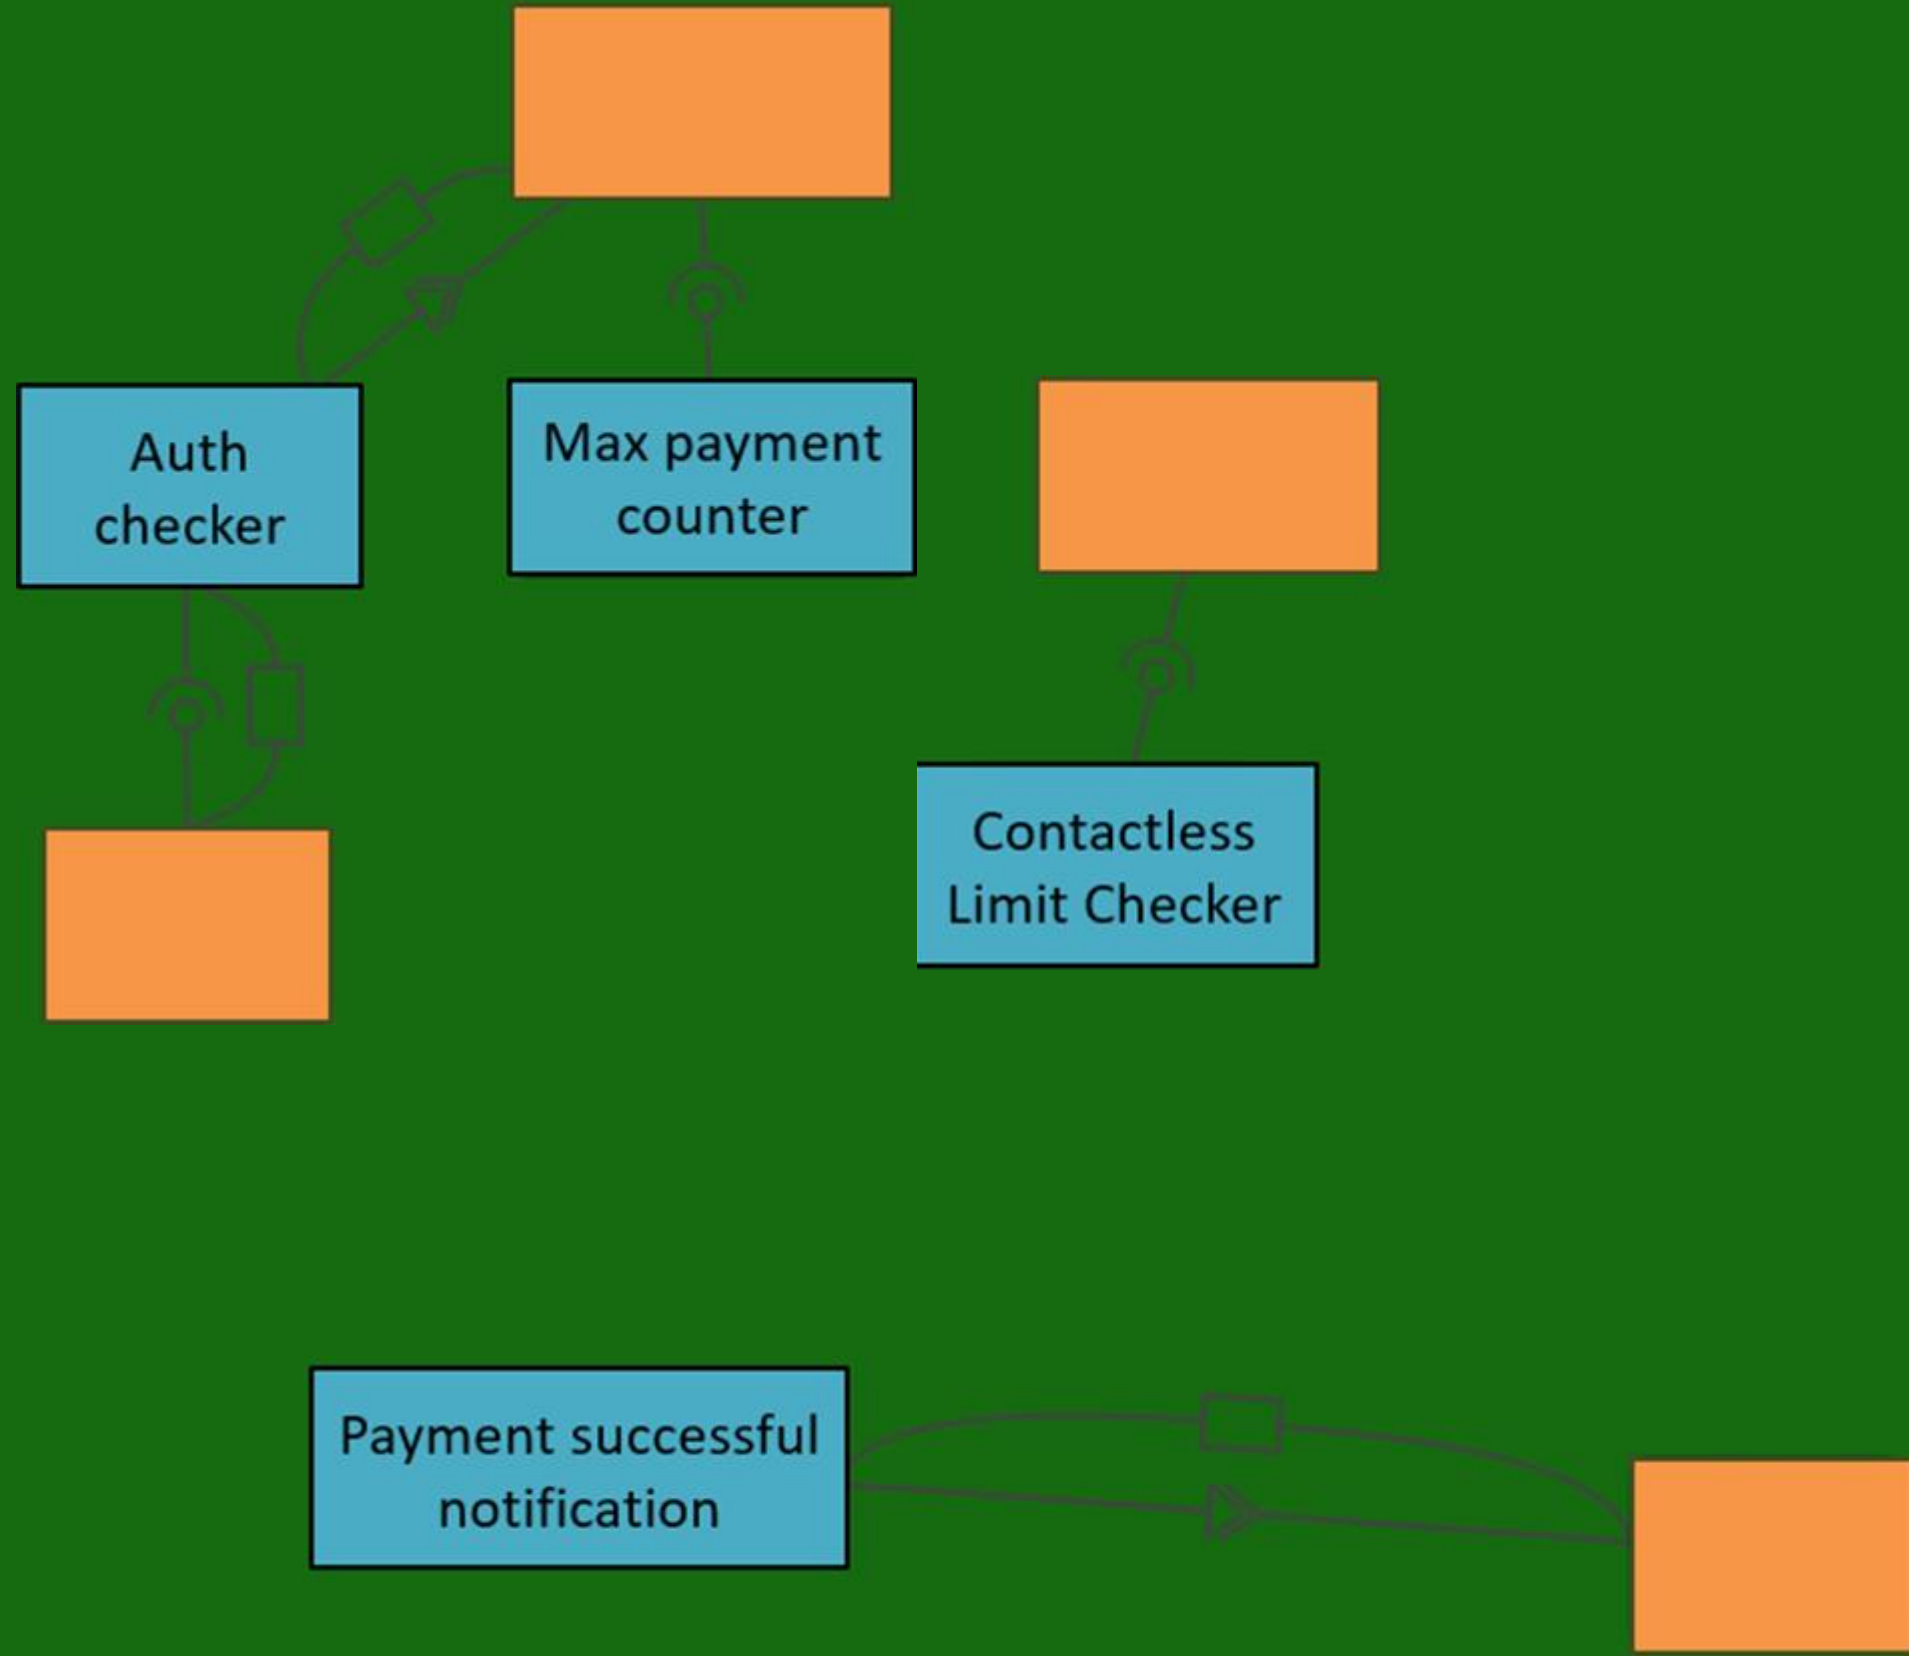 Auth
checker
Max payment
counter
Contactless
Limit Checker
Payment successful
notification